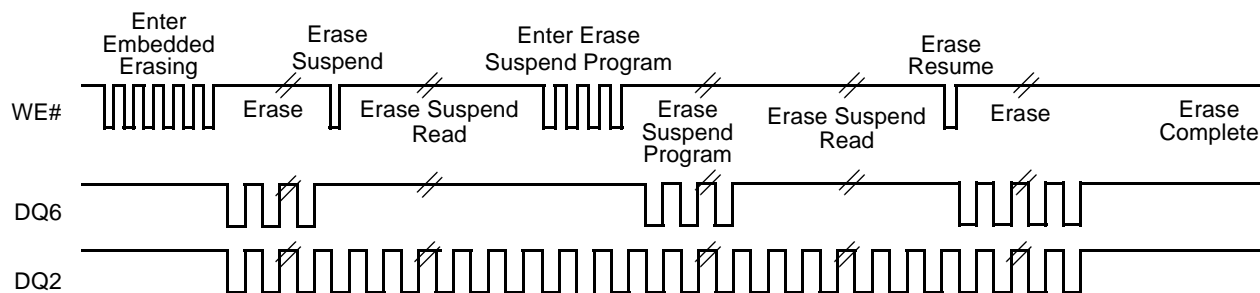 Enter
Embedded
Erasing
Erase
Suspend
Enter Erase
Suspend Program
Erase
Resume
WE#
Erase
Erase Suspend
Read
Erase
Suspend
Program
Erase Suspend
Read
Erase
Erase
Complete
DQ6
DQ2